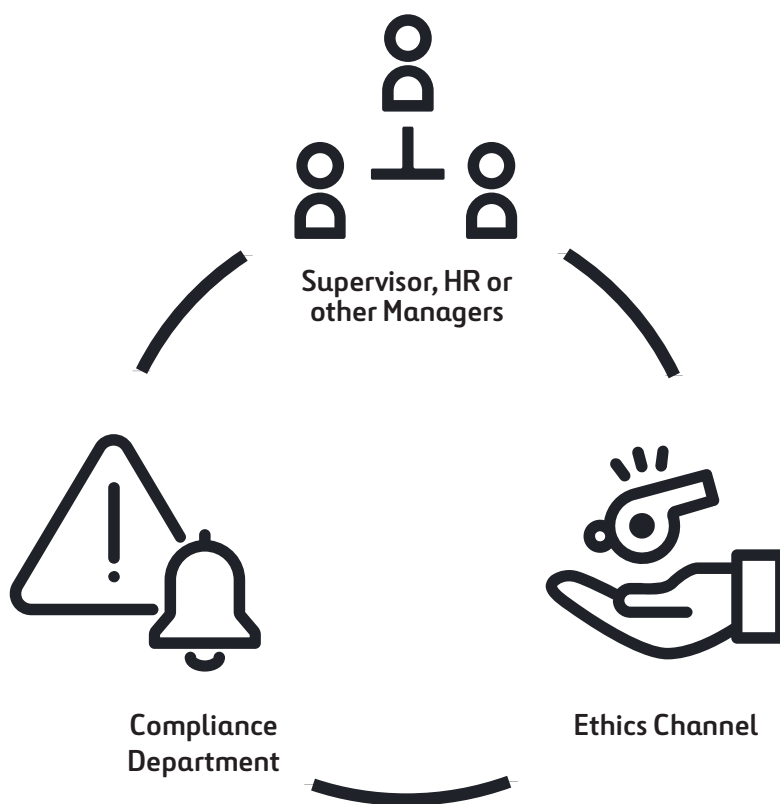 Supervisor, HR or
other Managers
Compliance
Department
Ethics Channel